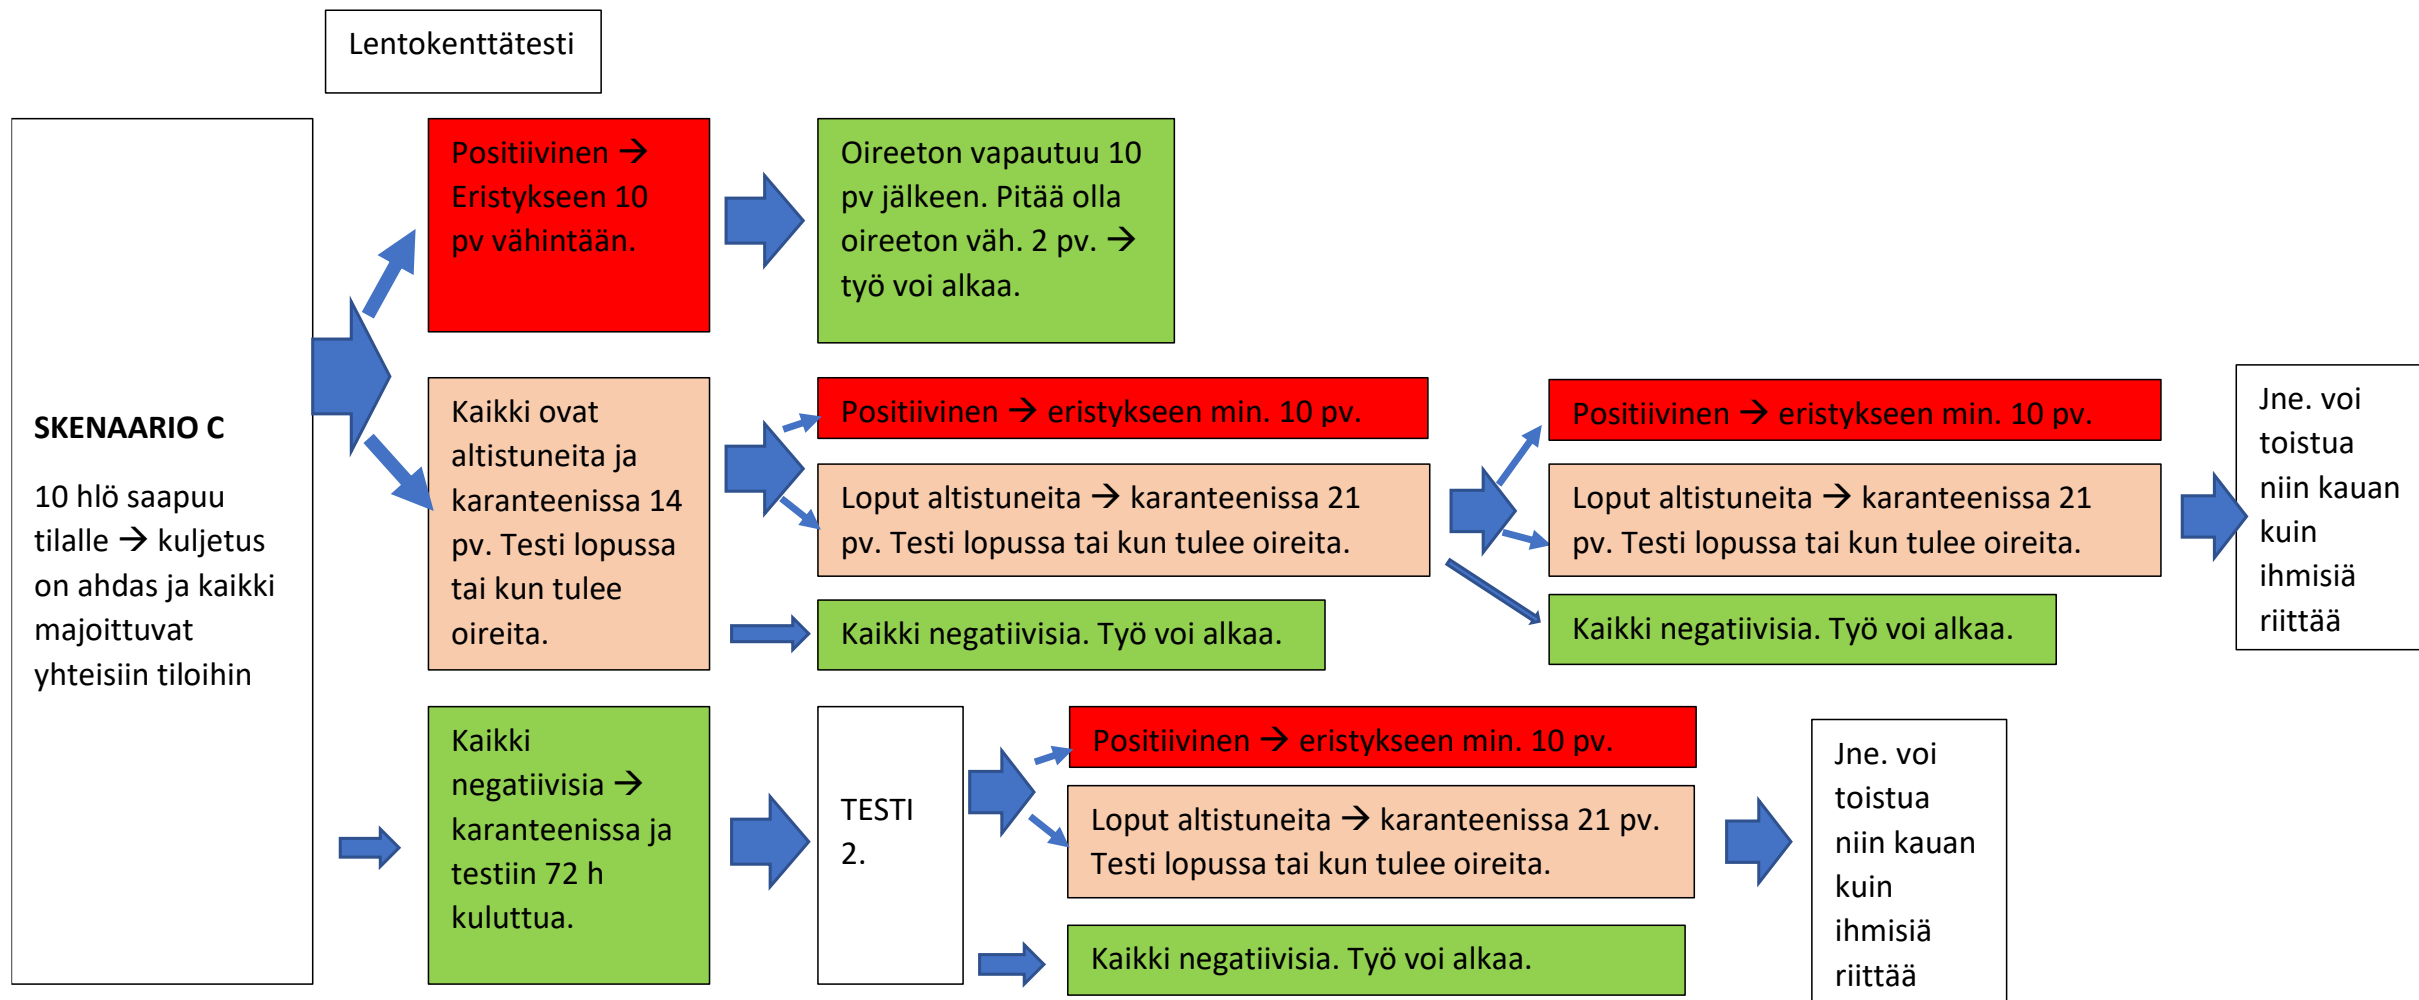 Lentokenttätesti
SKENAARIO C
10 hlö saapuu
tilalle → kuljetus
on ahdas ja kaikki
majoittuvat
yhteisiin tiloihin
Positiivinen →
Eristykseen 10
pv vähintään.
Oireeton vapautuu 10
pv jälkeen. Pitää olla
oireeton väh. 2 pv. →
työ voi alkaa.
Kaikki ovat
altistuneita ja
karanteenissa 14
pv. Testi lopussa
tai kun tulee
oireita.
Positiivinen → eristykseen min. 10 pv.
Loput altistuneita → karanteenissa 21
pv. Testi lopussa tai kun tulee oireita.
Kaikki negatiivisia. Työ voi alkaa.
Positiivinen → eristykseen min. 10 pv.
Loput altistuneita → karanteenissa 21
pv. Testi lopussa tai kun tulee oireita.
Kaikki negatiivisia. Työ voi alkaa.
Jne. voi
toistua
niin kauan
kuin
ihmisiä
riittää
Kaikki
negatiivisia →
karanteenissa ja
testiin 72 h
kuluttua.
TESTI
2.
Positiivinen → eristykseen min. 10 pv.
Loput altistuneita → karanteenissa 21 pv.
Testi lopussa tai kun tulee oireita.
Kaikki negatiivisia. Työ voi alkaa.
Jne. voi
toistua
niin kauan
kuin
ihmisiä
riittää